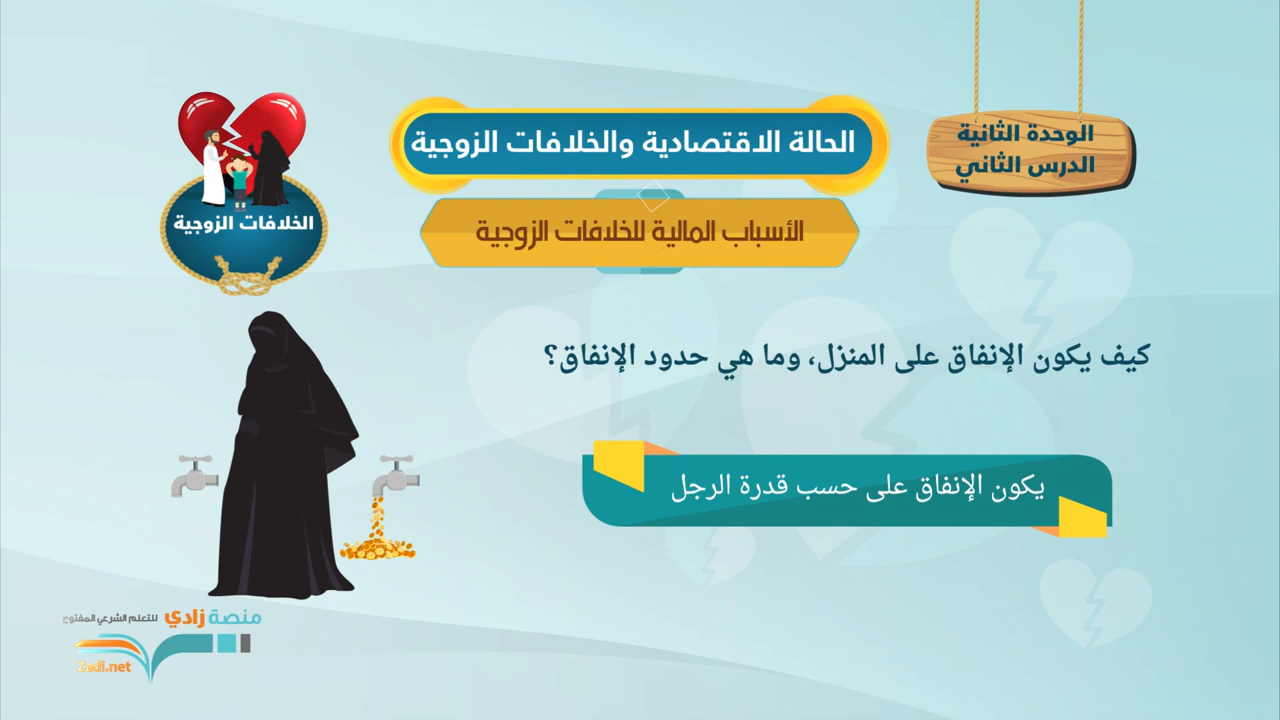 الوحدة الثانية
الدرس الثاني
الحالة الاقتصادية والخلافات الزوجية
الأسباب المالية للخلافات الزوجية
الخلافات الزوجية
كيف يكون الإنفاق على المنزل، وما هي حدود الإنفاق؟
يكون الإنفاق على حسب قدرة الرجل
منصة زادي للتعلم الشرعي المفتوح
Zadi.net